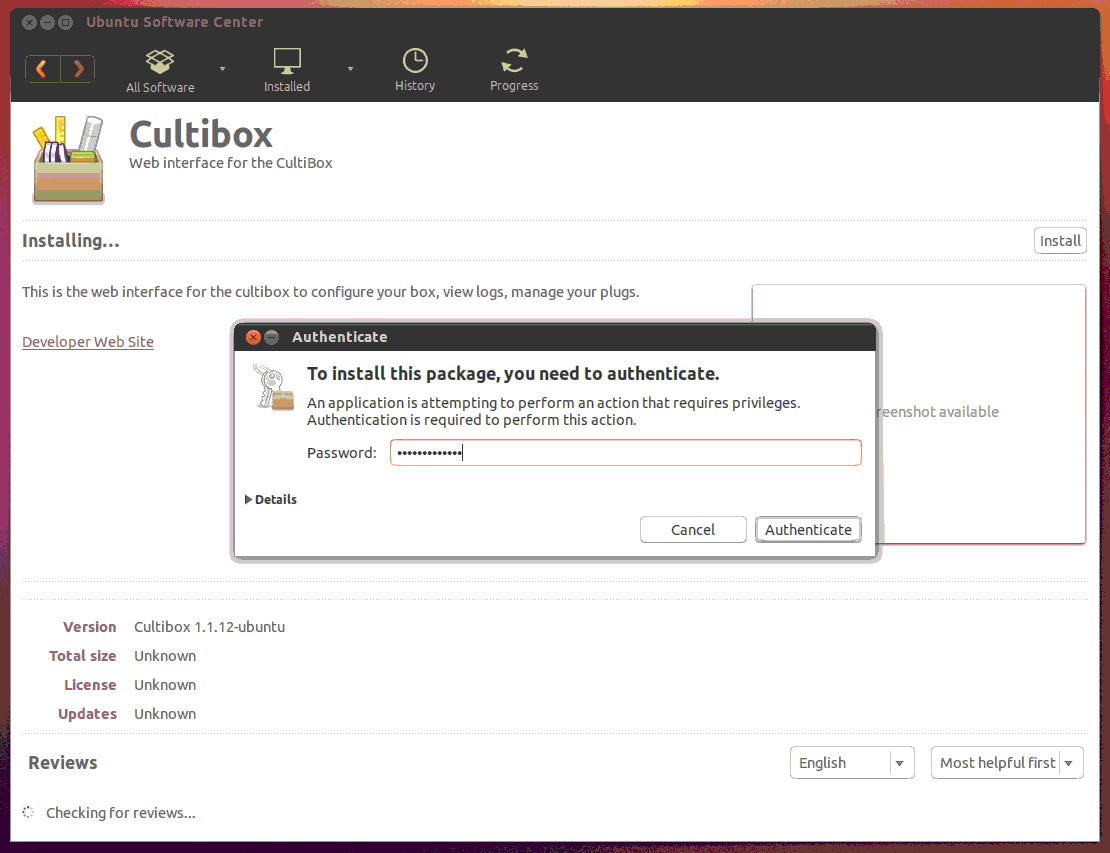 Ubuntu Software Center
All Software
Installed
History
Progress
Cultibox
Web interface for the CultiBox
Installing...
Install
This is the web interface for the cultibox to configure your box, view logs, manage your plugs.
Developer Web Site
Authenticate
To install this package, you need to authenticate.
An application is attempting to perform an action that requires privileges.
Authentication is required to perform this action.
screenshot available
Password: •••••••••••••
Details
Cancel
Authenticate
Version Cultibox 1.1.12-ubuntu
Total size Unknown
License Unknown
Updates Unknown
Reviews
English
Most helpful first
Checking for reviews...